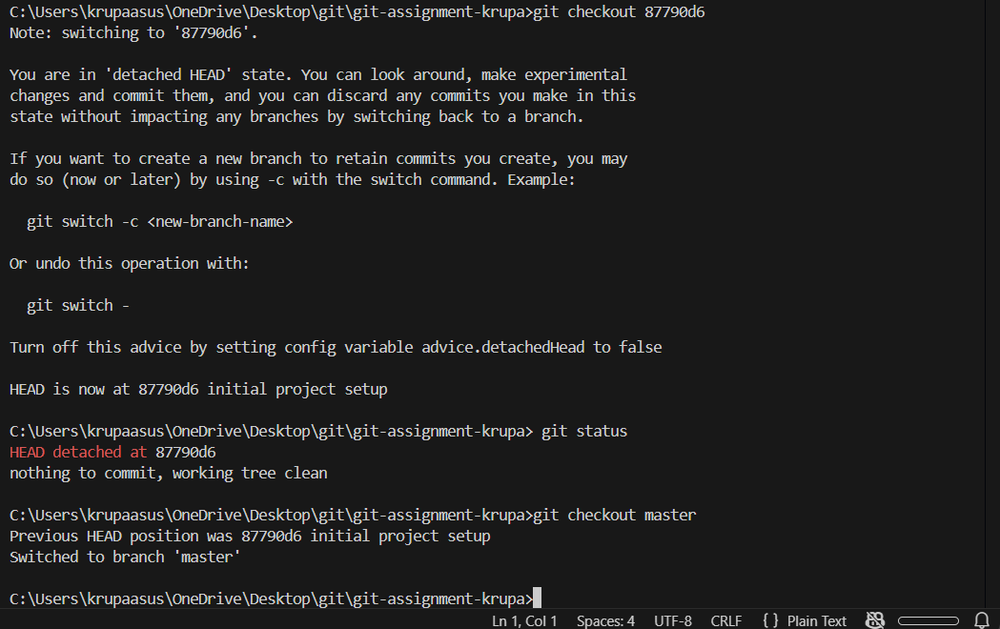 C:\Users\krupaasus\OneDrive\Desktop\git\git-assignment-krupa>git checkout 87790d6
Note: switching to '87790d6'.
You are in 'detached HEAD' state. You can look around, make experimental
changes and commit them, and you can discard any commits you make in this
state without impacting any branches by switching back to a branch.
If you want to create a new branch to retain commits you create, you may
do so (now or later) by using -c with the switch command. Example:
git switch -c <new-branch-name>
Or undo this operation with:
git switch -
Turn off this advice by setting config variable advice.detachedHead to false
HEAD is now at 87790d6 initial project setup
C:\Users\krupaasus\OneDrive\Desktop\git\git-assignment-krupa> git status
HEAD detached at 87790d6
nothing to commit, working tree clean
C:\Users\krupaasus\OneDrive\Desktop\git\git-assignment-krupa>git checkout master
Previous HEAD position was 87790d6 initial project setup
Switched to branch 'master'
C:\Users\krupaasus\OneDrive\Desktop\git\git-assignment-krupa>
Ln 1, Col 1 Spaces: 4 UTF-8 CRLF {} Plain Text